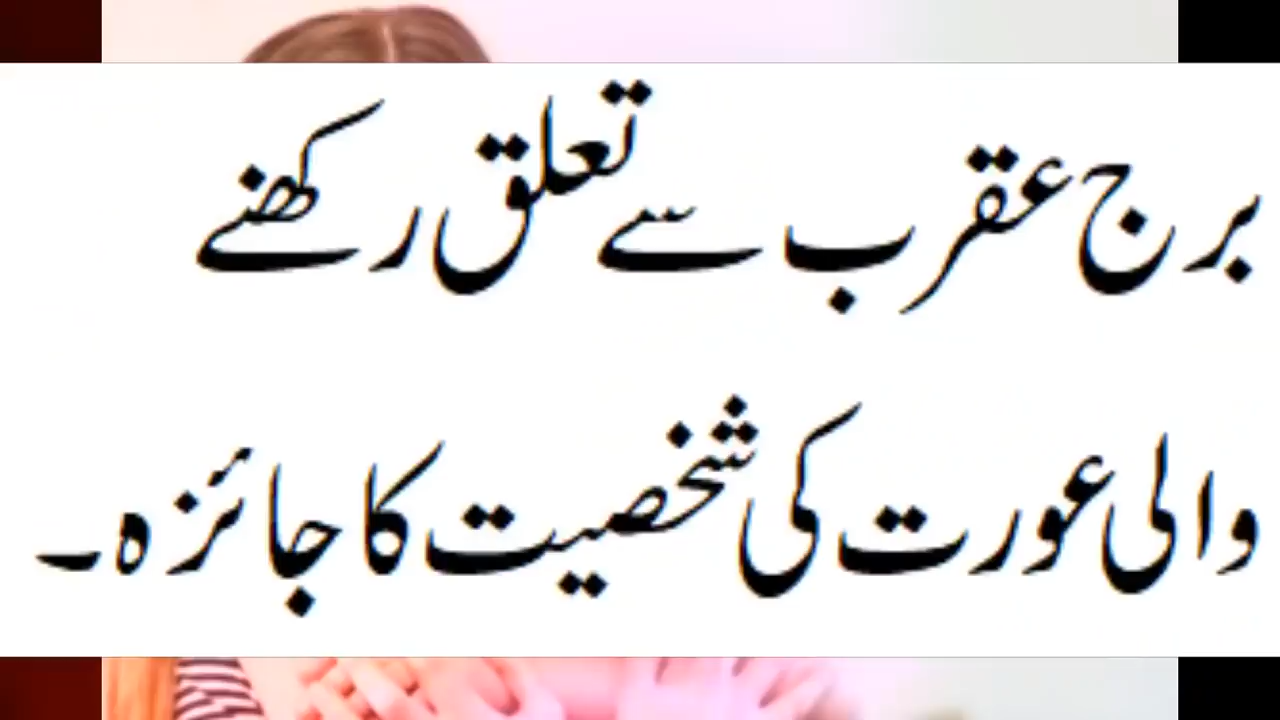 برج عقرب سے تعلق رکھنے
والی عورت کی شخصیت کا جائزہ۔